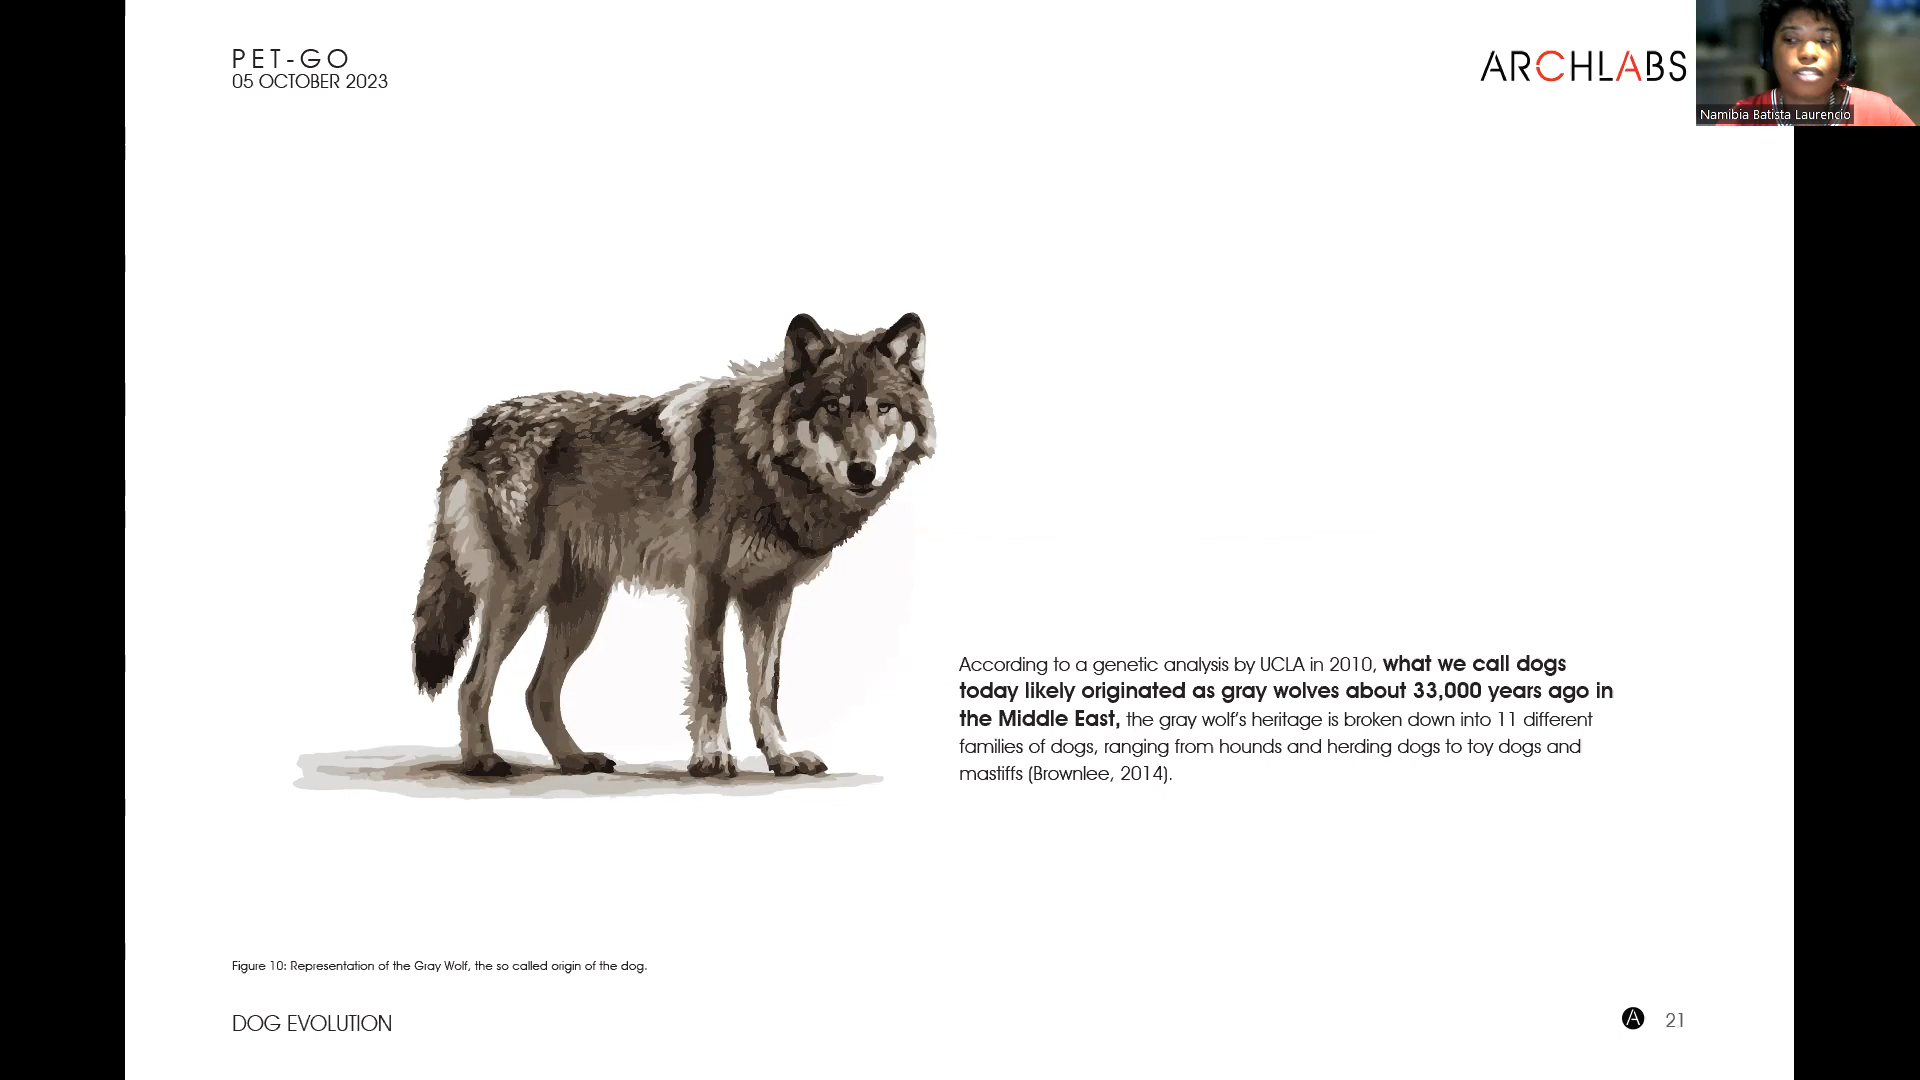 PET-GO
05 OCTOBER 2023
ARCHLABS
Namíbia Batista Laurencio
According to a genetic analysis by UCLA in 2010, what we call dogs
today likely originated as gray wolves about 33,000 years ago in
the Middle East, the gray wolf’s heritage is broken down into 11 different
families of dogs, ranging from hounds and herding dogs to toy dogs and
mastiffs (Brownlee, 2014).
Figure 10: Representation of the Gray Wolf, the so called origin of the dog.
DOG EVOLUTION
A 21